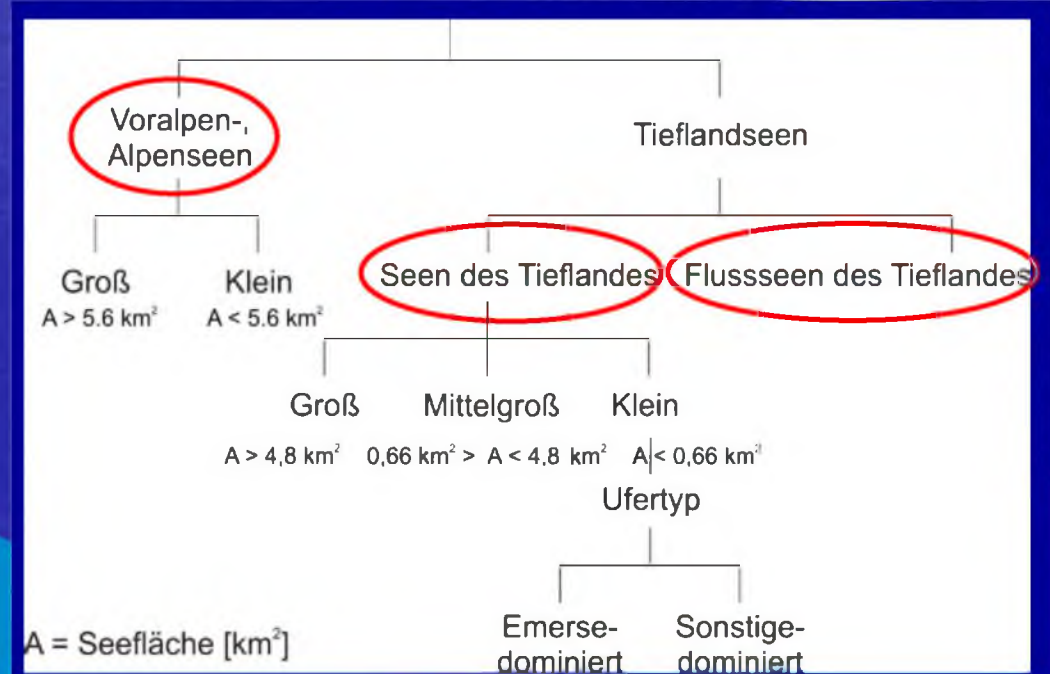 Voralpen-,
Alpenseen
Tieflandseen
Groß
A > 5.6 km²
Klein
A < 5.6 km²
Seen des Tieflandes
Flussseen des Tieflandes
Groß
Mittelgroß
Klein
A > 4,8 km²
0,66 km² > A < 4,8 km²
A < 0,66 km²
Ufertyp
Emerse-
dominiert
Sonstige-
dominiert
A = Seefläche [km²]